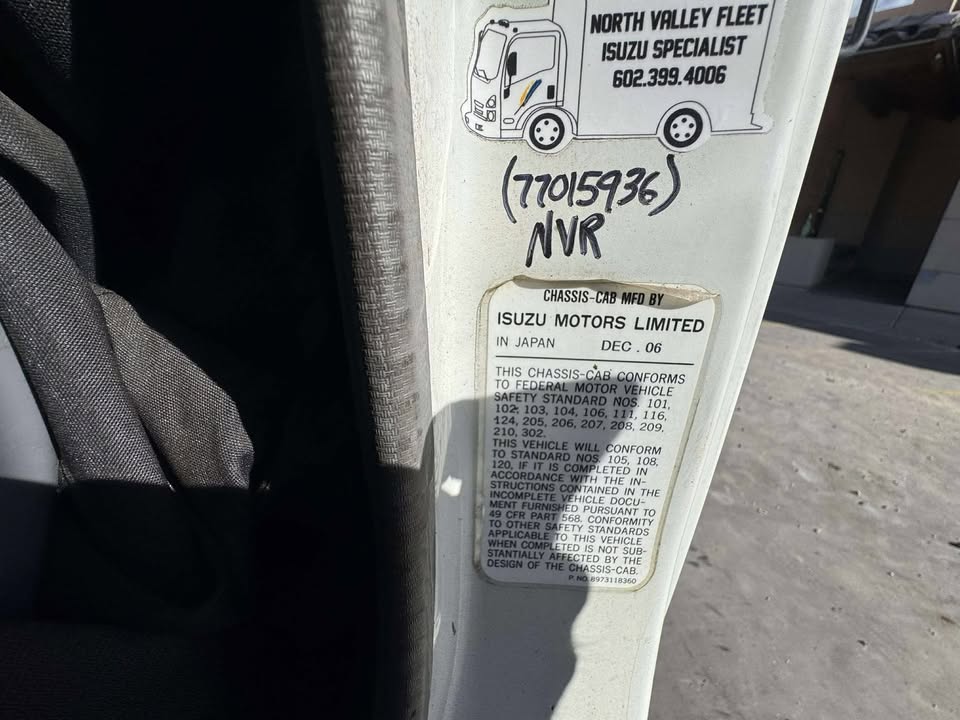 NORTH VALLEY FLEET
ISUZU SPECIALIST
602.399.4006
(77015936)
NVR
CHASSIS-CAB MFD BY
ISUZU MOTORS LIMITED
IN JAPAN DEC . 06
THIS CHASSIS-CAB CONFORMS
TO FEDERAL MOTOR VEHICLE
SAFETY STANDARD NOS. 101,
102, 103, 104, 106, 111, 116,
124, 205, 206, 207, 208, 209,
210, 302.
THIS VEHICLE WILL CONFORM
TO STANDARD NOS. 105, 108,
120, IF IT IS COMPLETED IN
ACCORDANCE WITH THE IN-
STRUCTIONS CONTAINED IN THE
INCOMPLETE VEHICLE DOCU-
MENT FURNISHED PURSUANT TO
49 CFR PART 568. CONFORMITY
TO OTHER SAFETY STANDARDS
APPLICABLE TO THIS VEHICLE
WHEN COMPLETED IS NOT SUB-
STANTIALLY AFFECTED BY THE
DESIGN OF THE CHASSIS-CAB.
P. NO. 8973118360